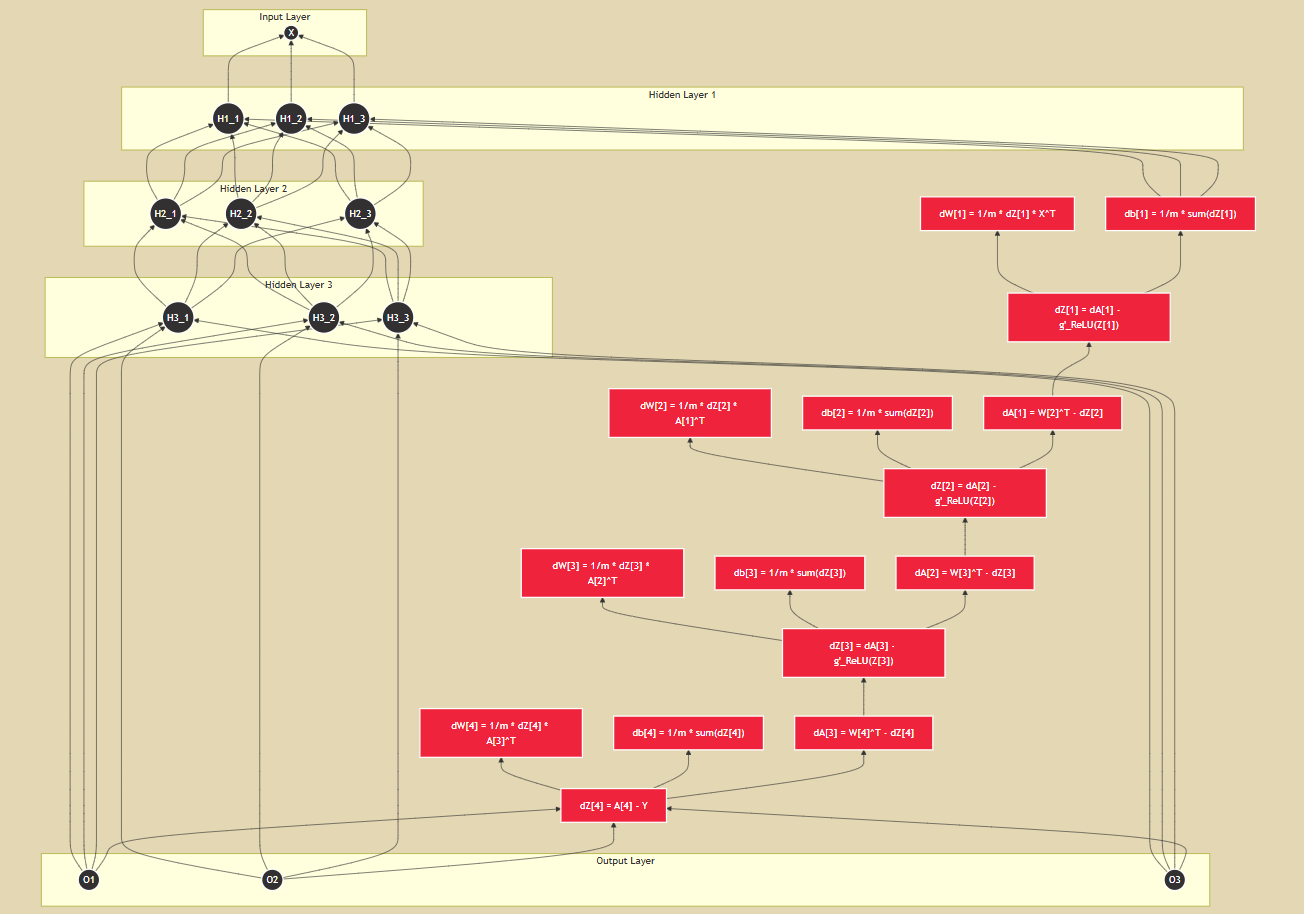 Input Layer
X
Hidden Layer 1
H1_1 H1_2 H1_3
Hidden Layer 2
H2_1 H2_2 H2_3
dW[1] = 1/m * dZ[1] * X^T
db[1] = 1/m * sum(dZ[1])
Hidden Layer 3
H3_1 H3_2 H3_3
dZ[1] = dA[1] -
g'_ReLU(Z[1])
dW[2] = 1/m * dZ[2] *
A[1]^T
db[2] = 1/m * sum(dZ[2])
dA[1] = W[2]^T - dZ[2]
dZ[2] = dA[2] -
g'_ReLU(Z[2])
dW[3] = 1/m * dZ[3] *
A[2]^T
db[3] = 1/m * sum(dZ[3])
dA[2] = W[3]^T - dZ[3]
dZ[3] = dA[3] -
g'_ReLU(Z[3])
dW[4] = 1/m * dZ[4] *
A[3]^T
db[4] = 1/m * sum(dZ[4])
dA[3] = W[4]^T - dZ[4]
dZ[4] = A[4] - Y
Output Layer
O1 O2 O3